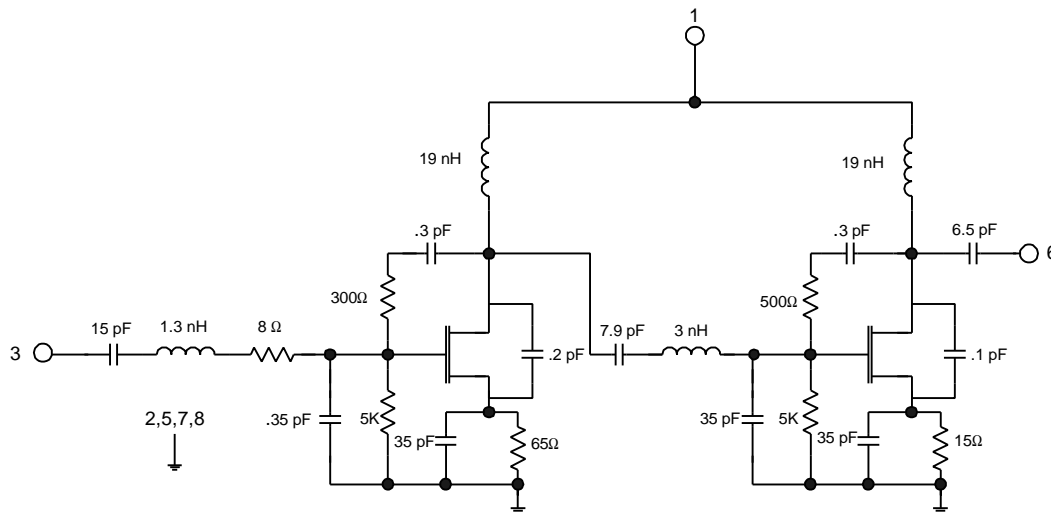 1
19 nH
19 nH
.3 pF
.3 pF
6.5 pF
6
300Ω
500Ω
15 pF
1.3 nH
8 Ω
7.9 pF
3 nH
3
.2 pF
.1 pF
2,5,7,8
.35 pF
5K
35 pF
65Ω
35 pF
5K
35 pF
15Ω